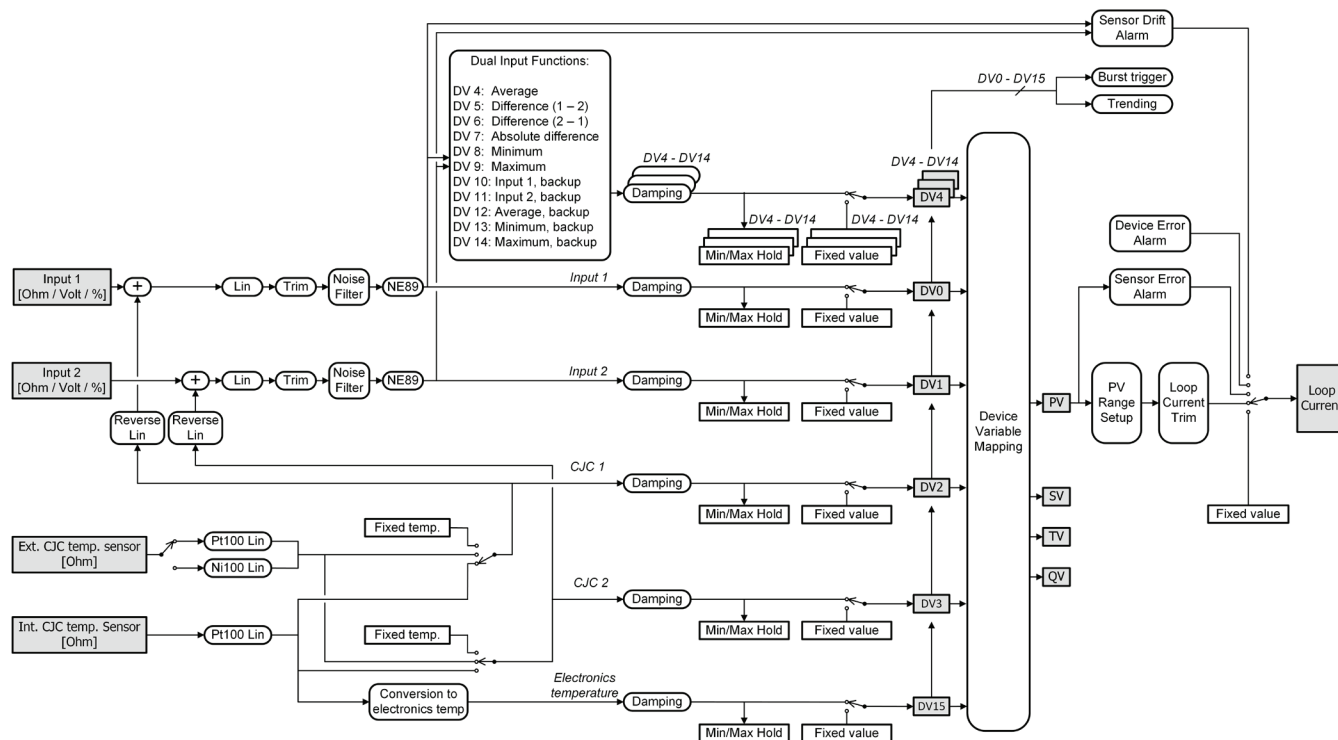 Sensor Drift
Alarm
Dual Input Functions:
DV 4: Average
DV 5: Difference (1 – 2)
DV 6: Difference (2 – 1)
DV 7: Absolute difference
DV 8: Minimum
DV 9: Maximum
DV 10: Input 1, backup
DV 11: Input 2, backup
DV 12: Average, backup
DV 13: Minimum, backup
DV 14: Maximum, backup
DV0 - DV15
Burst trigger
Trending
DV4 - DV14
Damping
DV4 - DV14
DV4
DV4 - DV14
Min/Max Hold
DV4 - DV14
Fixed value
Device Error
Alarm
Input 1
[Ohm / Volt / %]
+
Lin
Trim
Noise
Filter
NE89
Input 1
Damping
Min/Max Hold
Fixed value
DV0
Sensor Error
Alarm
Input 2
[Ohm / Volt / %]
+
Lin
Trim
Noise
Filter
NE89
Input 2
Damping
Min/Max Hold
Fixed value
DV1
Device
Variable
Mapping
PV
PV
Range
Setup
Loop
Current
Trim
Loop
Current
Reverse
Lin
Reverse
Lin
CJC 1
Damping
Min/Max Hold
Fixed value
DV2
SV
Fixed value
TV
QV
Fixed temp.
Ext. CJC temp. sensor
[Ohm]
Pt100 Lin
Ni100 Lin
CJC 2
Damping
Min/Max Hold
Fixed value
DV3
Int. CJC temp. Sensor
[Ohm]
Pt100 Lin
Fixed temp.
Conversion to
electronics temp
Electronics
temperature
Damping
Min/Max Hold
Fixed value
DV15